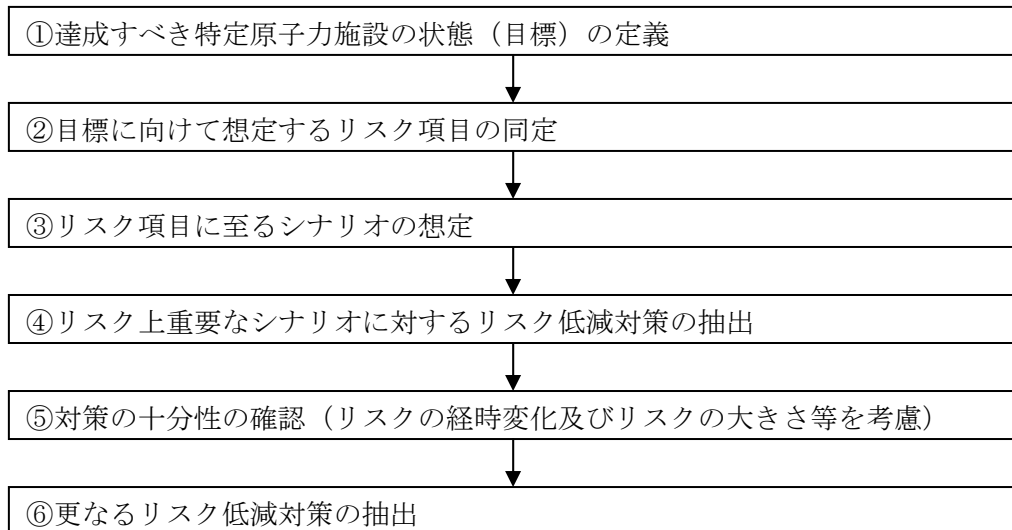 ①達成すべき特定原子力施設の状態（目標）の定義
②目標に向けて想定するリスク項目の同定
③リスク項目に至るシナリオの想定
④リスク上重要なシナリオに対するリスク低減対策の抽出
⑤対策の十分性の確認（リスクの経時変化及びリスクの大きさ等を考慮）
⑥更なるリスク低減対策の抽出